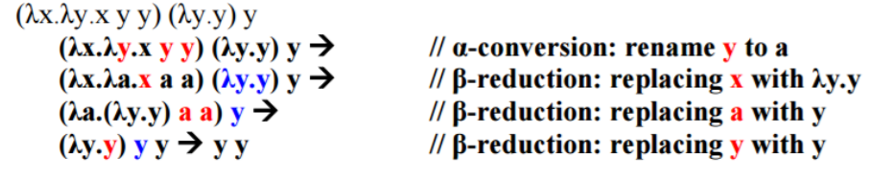 (λx.λy.x y y) (λy.y) y
(λx.λy.x y y) (λy.y) y → // α-conversion: rename y to a
(λx.λa.x a a) (λy.y) y → // β-reduction: replacing x with λy.y
(λa.(λy.y) a a) y → // β-reduction: replacing a with y
(λy.y) y y → y y // β-reduction: replacing y with y